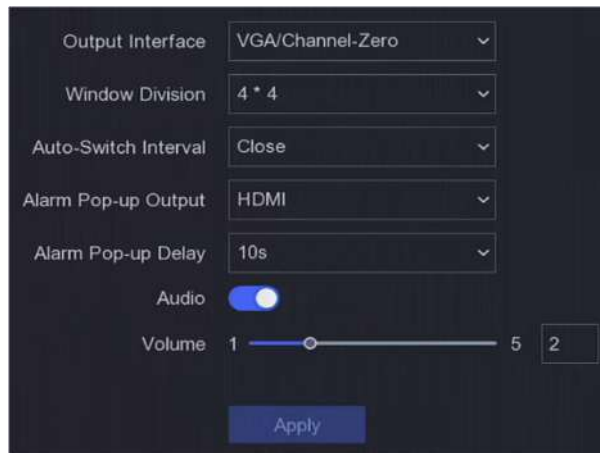 Output Interface VGA/Channel-Zero
Window Division 4 * 4
Auto-Switch Interval Close
Alarm Pop-up Output HDMI
Alarm Pop-up Delay 10s
Audio
Volume 1 5 2
Apply